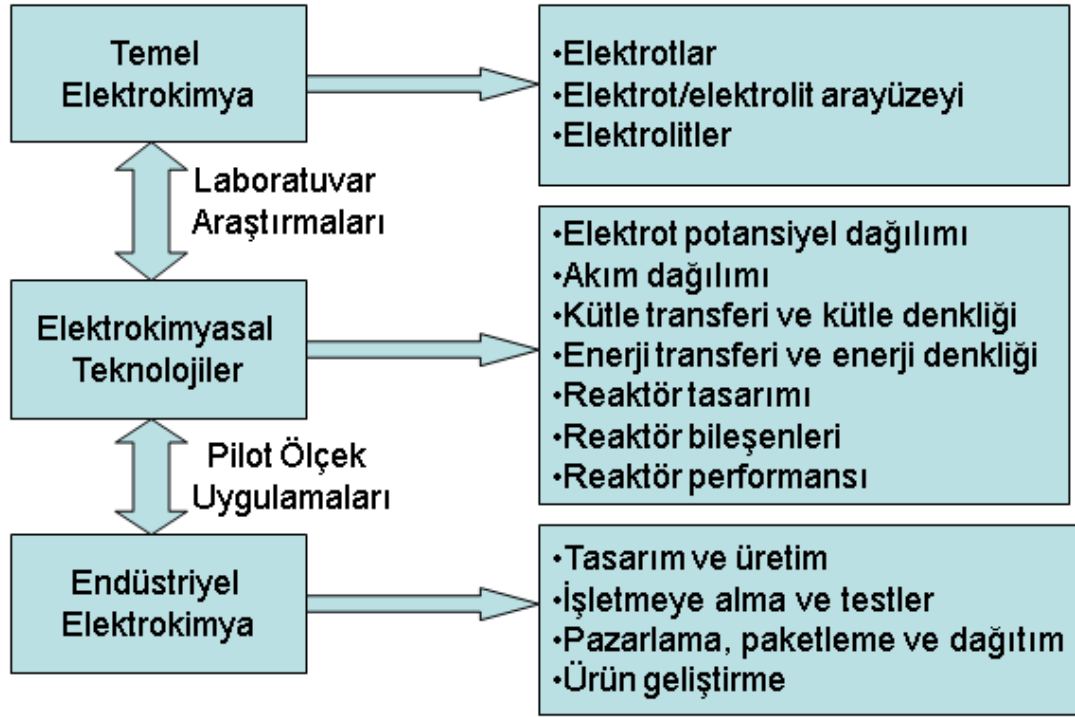 Temel
Elektrokimya
•Elektrotlar
•Elektrot/elektrolit arayüzeyi
•Elektrolitler
Laboratuvar
Araştırmaları
Elektrokimyasal
Teknolojiler
•Elektrot potansiyel dağılımı
•Akım dağılımı
•Kütle transferi ve kütle denkliği
•Enerji transferi ve enerji denkliği
•Reaktör tasarımı
•Reaktör bileşenleri
•Reaktör performansı
Pilot Ölçek
Uygulamaları
Endüstriyel
Elektrokimya
•Tasarım ve üretim
•İşletmeye alma ve testler
•Pazarlama, paketleme ve dağıtım
•Ürün geliştirme